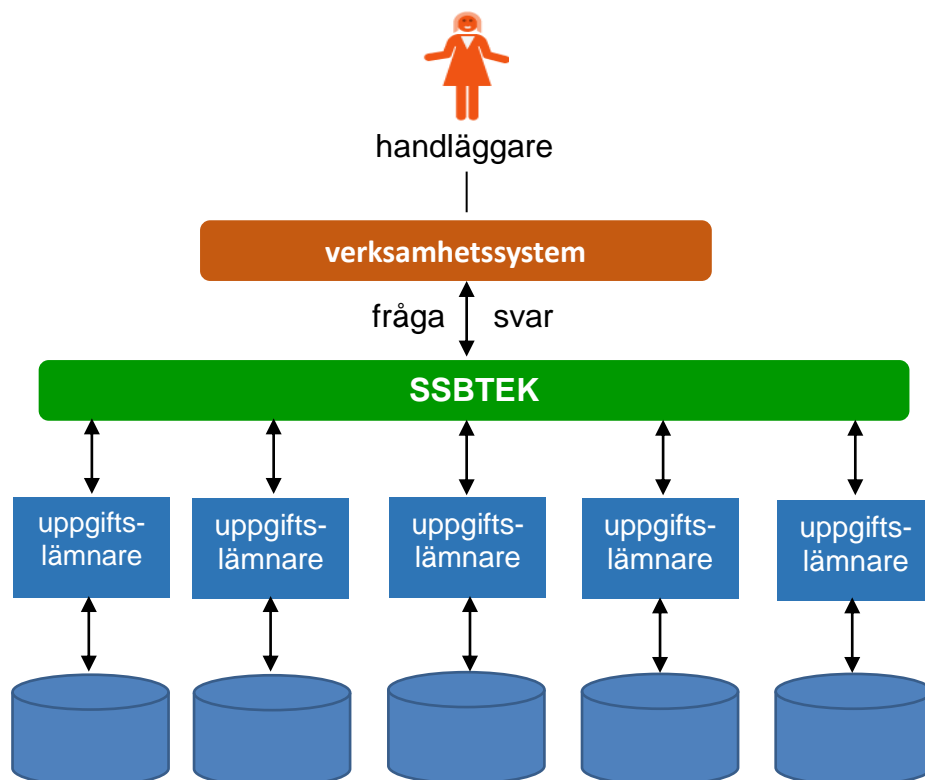 handläggare
verksamhetssystem
fråga svar
SSBTEK
uppgifts-
lämnare
uppgifts-
lämnare
uppgifts-
lämnare
uppgifts-
lämnare
uppgifts-
lämnare